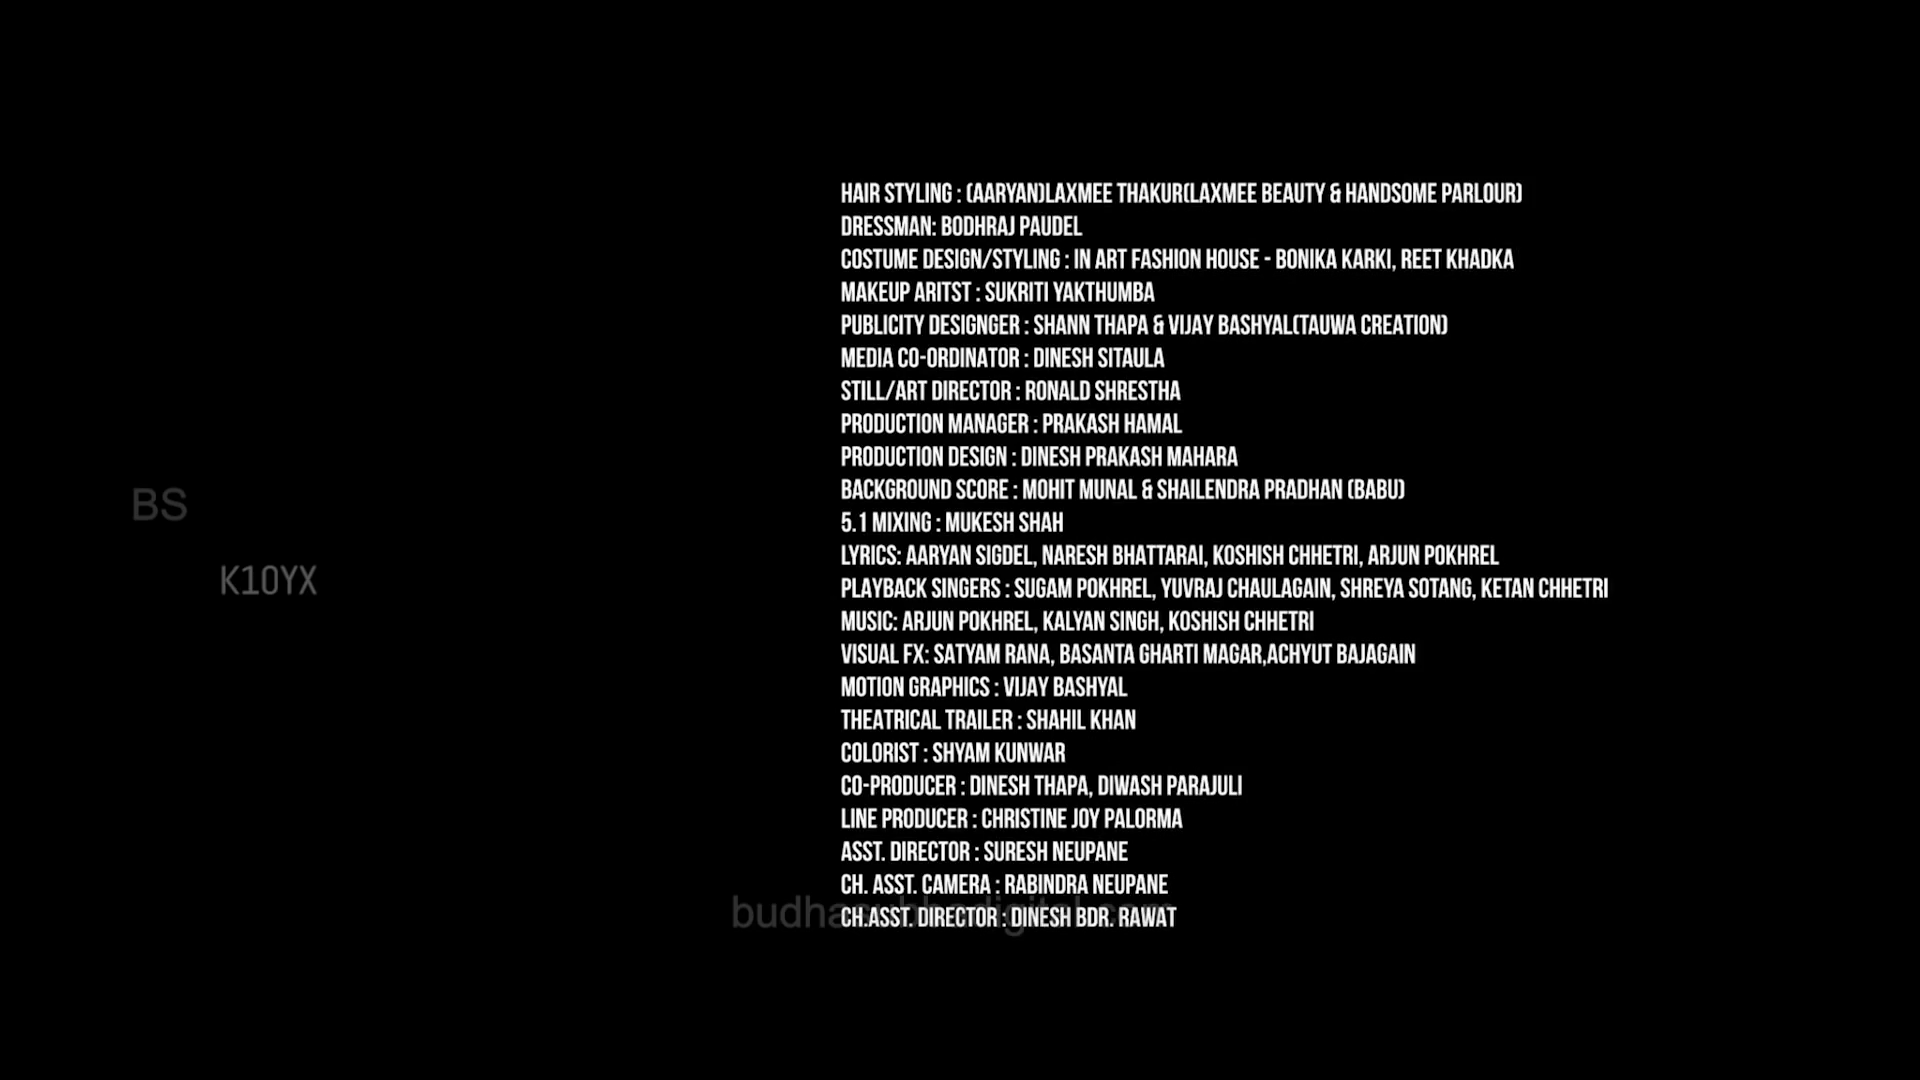 HAIR STYLING : (AARYAN)LAXMEE THAKUR(LAXMEE BEAUTY & HANDSOME PARLOUR)
DRESSMAN: BODHRAJ PAUDEL
COSTUME DESIGN/STYLING : IN ART FASHION HOUSE - BONIKA KARKI, REET KHADKA
MAKEUP ARITST : SUKRITI YAKTHUMBA
PUBLICITY DESIGNGER : SHANN THAPA & VIJAY BASHYAL(TAUWA CREATION)
MEDIA CO-ORDINATOR : DINESH SITAULA
STILL/ART DIRECTOR : RONALD SHRESTHA
PRODUCTION MANAGER : PRAKASH HAMAL
PRODUCTION DESIGN : DINESH PRAKASH MAHARA
BACKGROUND SCORE : MOHIT MUNAL & SHAILENDRA PRADHAN (BABU)
BS
5.1 MIXING : MUKESH SHAH
LYRICS: AARYAN SIGDEL, NARESH BHATTARAI, KOSHISH CHHETRI, ARJUN POKHREL
K10YX
PLAYBACK SINGERS : SUGAM POKHREL, YUVRAJ CHAULAGAIN, SHREYA SOTANG, KETAN CHHETRI
MUSIC: ARJUN POKHREL, KALYAN SINGH, KOSHISH CHHETRI
VISUAL FX: SATYAM RANA, BASANTA GHARTI MAGAR,ACHYUT BAJAGAIN
MOTION GRAPHICS : VIJAY BASHYAL
THEATRICAL TRAILER : SHAHIL KHAN
COLORIST : SHYAM KUNWAR
CO-PRODUCER : DINESH THAPA, DIWASH PARAJULI
LINE PRODUCER : CHRISTINE JOY PALORMA
ASST. DIRECTOR : SURESH NEUPANE
CH. ASST. CAMERA : RABINDRA NEUPANE
budhasubbadigital.com
CH.ASST. DIRECTOR : DINESH BDR. RAWAT